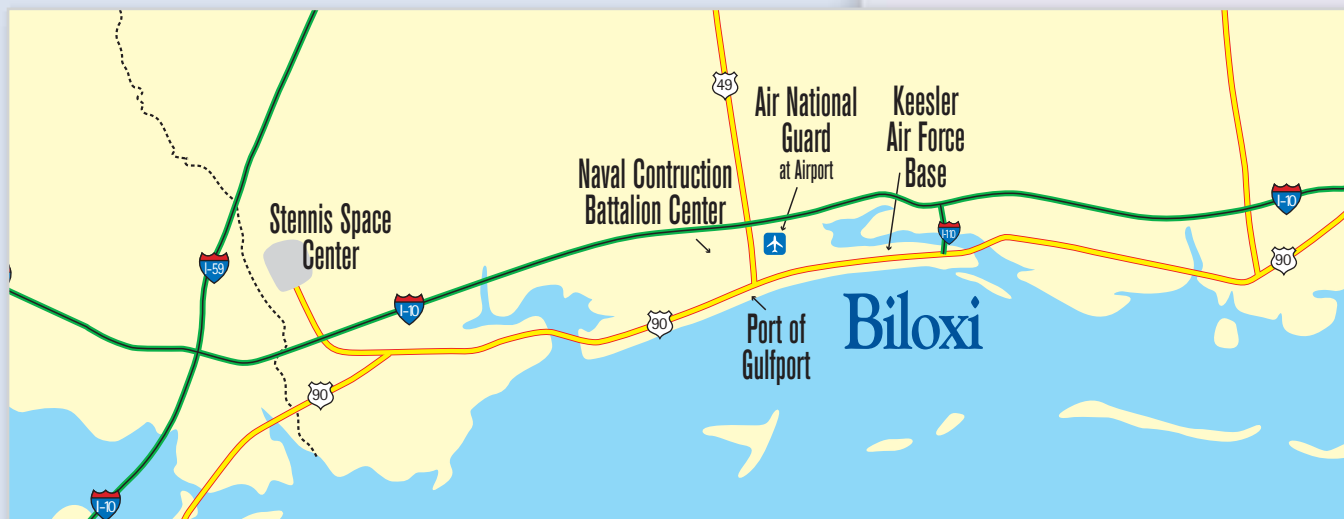 49
Air National
Guard
at Airport
Keesler
Air Force
Base
Naval Contruction
Battalion Center
Stennis Space
Center
I-10
I-110
I-59
90
I-10
90
Port of
Gulfport
Biloxi
90
I-10